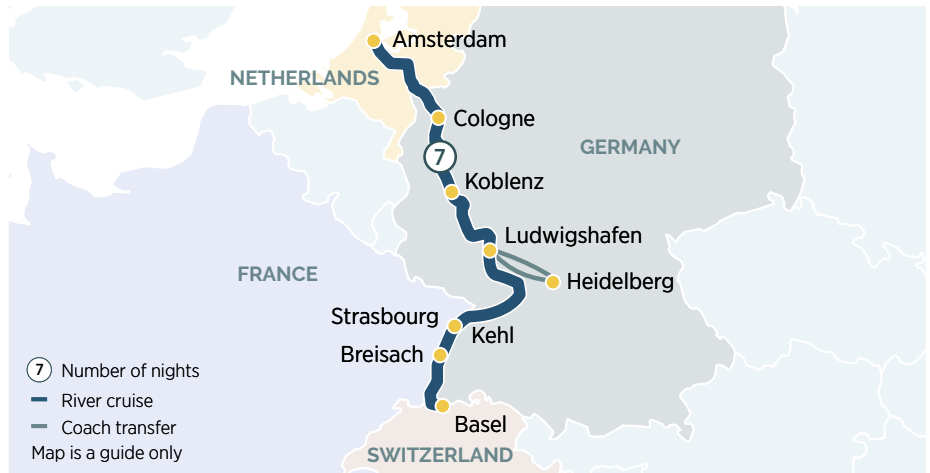 Amsterdam
NETHERLANDS
Cologne
GERMANY
7
Koblenz
Ludwigshafen
FRANCE
Heidelberg
Strasbourg
Kehl
Breisach
7 Number of nights
River cruise
Coach transfer
Map is a guide only
Basel
SWITZERLAND